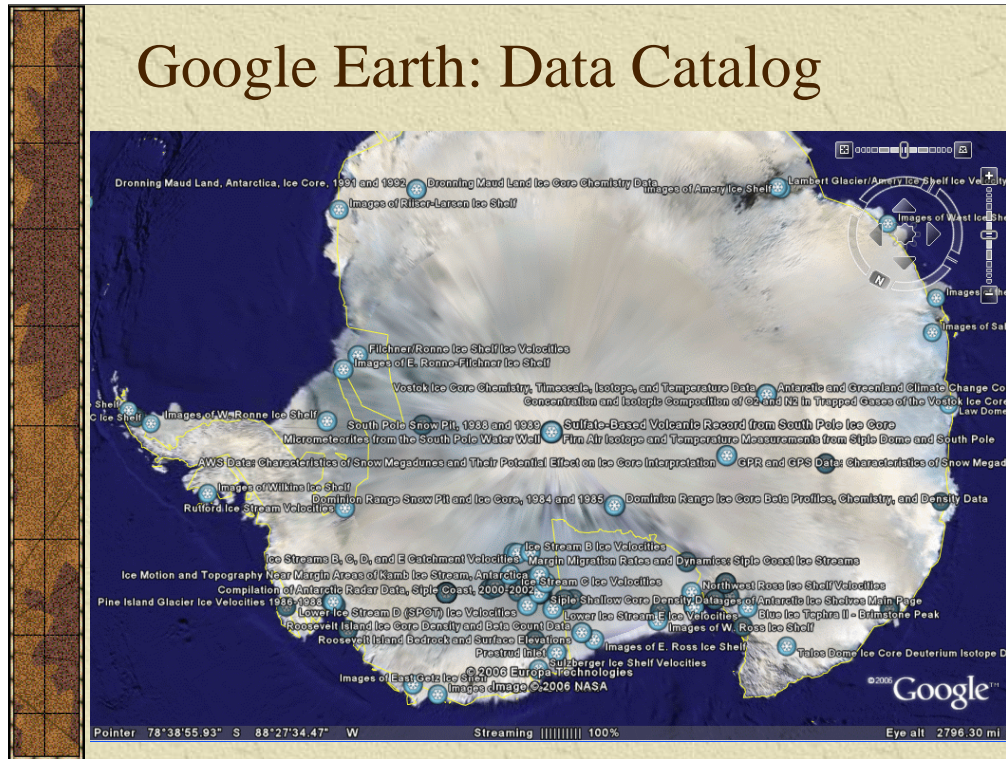 Google Earth: Data Catalog
Dronning Maud Land, Antarctica, Ice Core, 1991 and 1992
Dronning Maud Land Ice Core Chemistry Data
Images of Amery Ice Shelf
Lambert Glacier/Amery Ice Shelf Ice Velocity
Images of Riiser-Larsen Ice Shelf
Images of West Ice She
N
Images of the
Images of Sal
Filchner/Ronne Ice Shelf Ice Velocities
Images of E. Ronne-Filchner Ice Shelf
Vostok Ice Core Chemistry, Timescale, Isotope, and Temperature Data
Antarctic and Greenland Climate Change Co
Concentration and Isotopic Composition of O2 and N2 in Trapped Gases of the Vostok Ice Core
e Shelf
C Ice Shelf
Images of W. Ronne Ice Shelf
Law Dome
South Pole Snow Pit, 1988 and 1989
Sulfate-Based Volcanic Record from South Pole Ice Core
Micrometeorites from the South Pole Water Well
Firn Air Isotope and Temperature Measurements from Siple Dome and South Pole
AWS Data: Characteristics of Snow Megadunes and Their Potential Effect on Ice Core Interpretation
GPR and GPS Data: Characteristics of Snow Megad
Images of Wilkins Ice Shelf
Rutford Ice Stream Velocities
Dominion Range Snow Pit and Ice Core, 1984 and 1985
Dominion Range Ice Core Beta Profiles, Chemistry, and Density Data
Ice Stream B Ice Velocities
Ice Streams B, C, D, and E Catchment Velocities
Margin Migration Rates and Dynamics: Siple Coast Ice Streams
Ice Motion and Topography Near Margin Areas of Kamb Ice Stream, Antarctica
Ice Stream C Ice Velocities
Northwest Ross Ice Shelf Velocities
Compilation of Antarctic Radar Data, Siple Coast, 2000-2002
Pine Island Glacier Ice Velocities 1986-1988
Siple Shallow Core Density Data
ges of Antarctic Ice Shelves Main Page
Lower Ice Stream D (SPOT) Ice Velocities
Lower Ice Stream E Ice Velocities
Blue Ice Tephra II - Brimstone Peak
Roosevelt Island Ice Core Density and Beta Count Data
Images of W. Ross Ice Shelf
Roosevelt Island Bedrock and Surface Elevations
Images of E. Ross Ice Shelf
Prestrud Inlet
Talos Dome Ice Core Deuterium Isotope D
Sulzberger Ice Shelf Velocities
© 2006 Europa Technologies
Images of East Getz Ice Shelf
Images
Image © 2006 NASA
©2006 Google™
Pointer 78°38'55.93" S 88°27'34.47" W Streaming |||||||||| 100% Eye alt 2796.30 mi